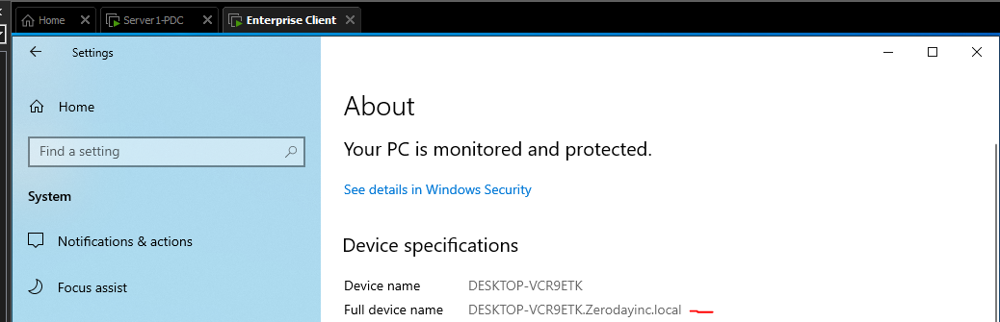 Home Server1-PDC Enterprise Client
Settings
Home
Find a setting
System
Notifications & actions
Focus assist
About
Your PC is monitored and protected.
See details in Windows Security
Device specifications
Device name DESKTOP-VCR9ETK
Full device name DESKTOP-VCR9ETK.Zerodayinc.local